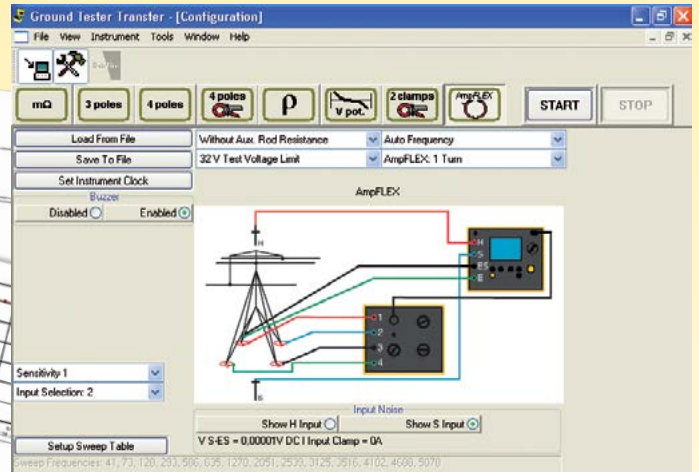 Ground Tester Transfer - [Configuration]
File View Instrument Tools Window Help
mΩ 3 poles 4 poles 4 poles ρ V pot. 2 clamps AmpFLEX START STOP
Load From File Without Aux. Rod Resistance Auto Frequency
Save To File 32 V Test Voltage Limit AmpFLEX: 1 Turn
Set Instrument Clock
AmpFLEX
Buzzer
Disabled Enabled
H
H
S
ES
E
1
2
3
4
S
Sensitivity 1
Input Selection: 2
Input Noise
Show H Input Show S Input
Setup Sweep Table V S-ES = 0,00001V DC I Input Clamp = 0A
Sweep Frequencies: 41, 73, 120, 293, 506, 635, 1270, 2051, 2539, 3125, 3516, 4102, 4688, 5078